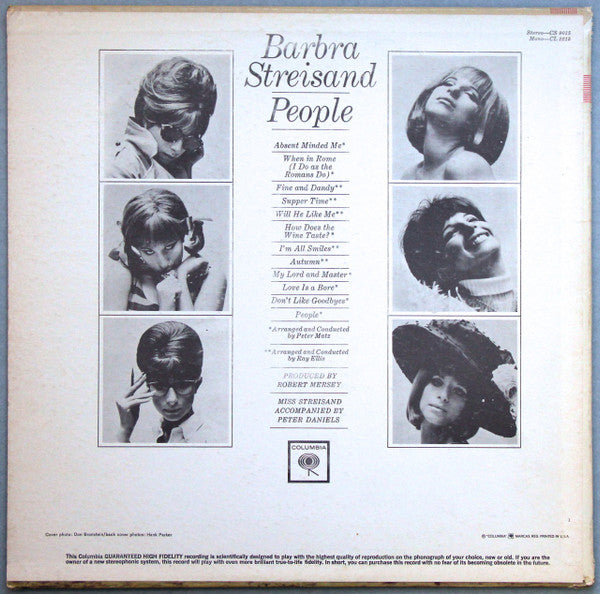 Stereo—CS 9015
Mono—CL 2215
Barbra
Streisand
People
Absent Minded Me*
When in Rome
(I Do as the
Romans Do)*
Fine and Dandy**
Supper Time**
Will He Like Me**
How Does the
Wine Taste?*
I'm All Smiles**
Autumn**
My Lord and Master*
Love Is a Bore*
Don't Like Goodbyes*
People*
*Arranged and Conducted
by Peter Matz
**Arranged and Conducted
by Ray Ellis
PRODUCED BY
ROBERT MERSEY
MISS STREISAND
ACCOMPANIED BY
PETER DANIELS
COLUMBIA
1
Cover photo: Don Bronstein/back cover photos: Hank Parker
® "COLUMBIA" MARCAS REG. PRINTED IN U.S.A.
This Columbia GUARANTEED HIGH FIDELITY recording is scientifically designed to play with the highest quality of reproduction on the phonograph of your choice, new or old. If you are the
owner of a new stereophonic system, this record will play with even more brilliant true-to-life fidelity. In short, you can purchase this record with no fear of its becoming obsolete in the future.